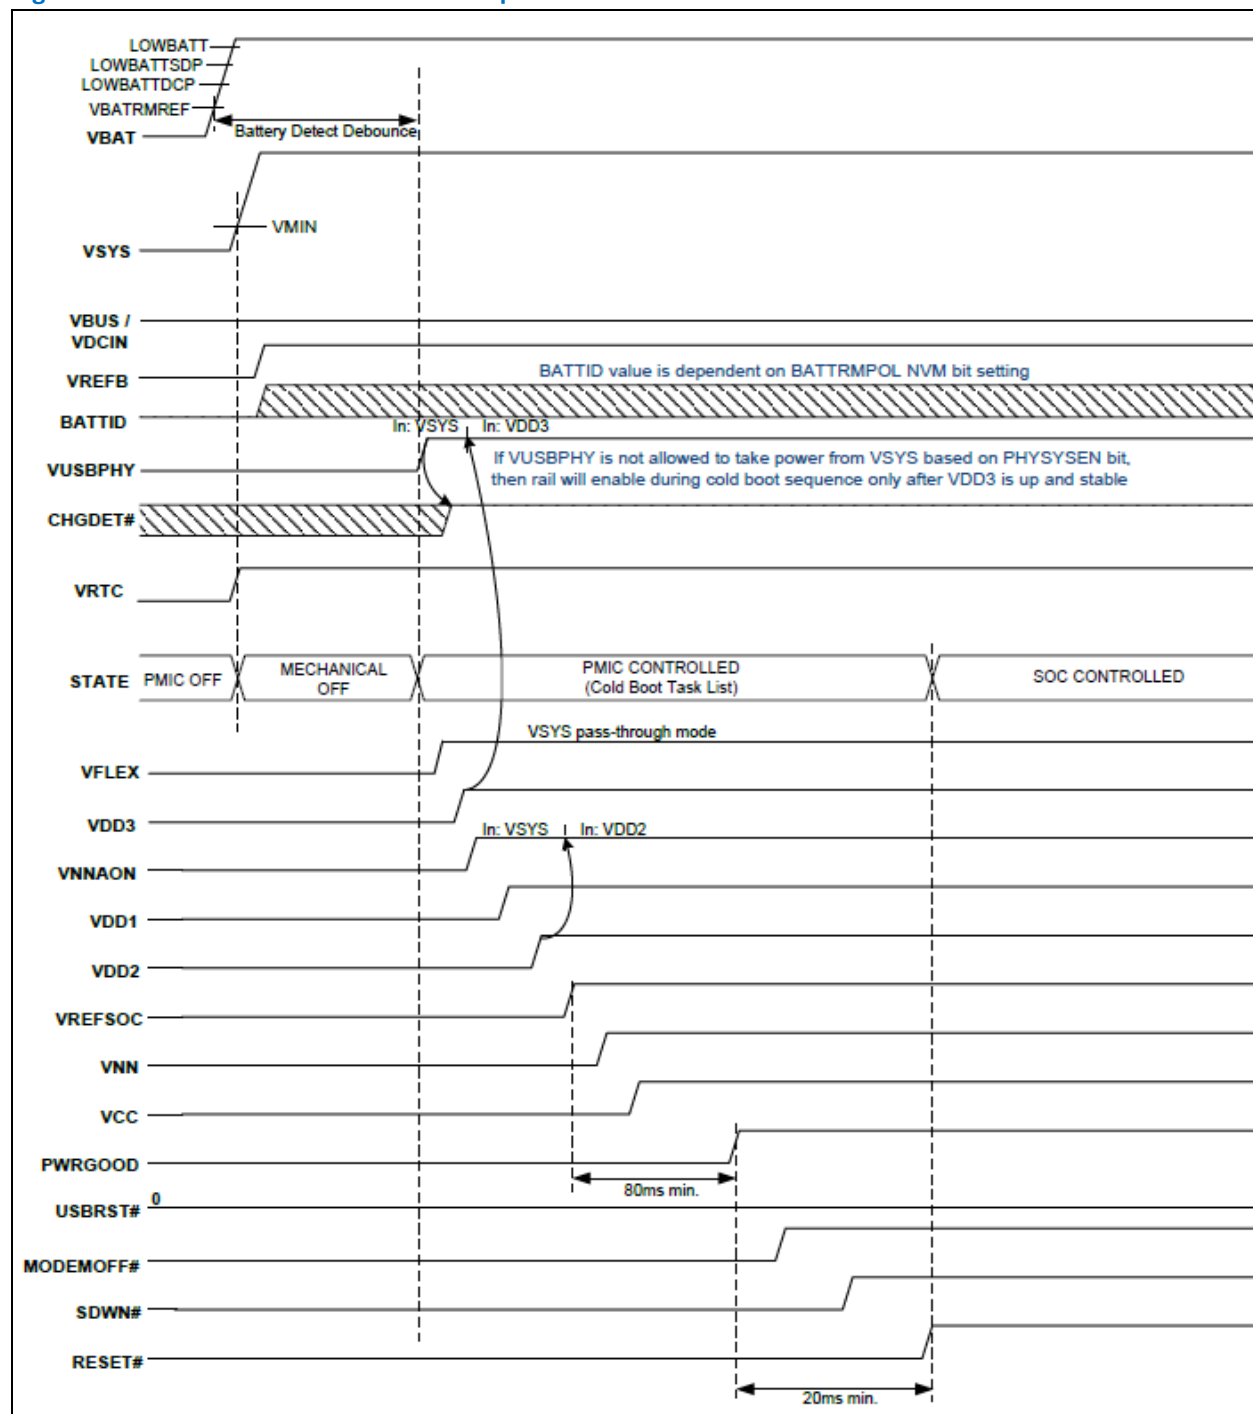 LOWBATT
LOWBATTSDP
LOWBATTDCP
VBATRMREF
VBAT
Battery Detect Debounce
VMIN
VSYS
VBUS /
VDCIN
VREFB
BATTID value is dependent on BATTRMPOL NVM bit setting
BATTID
In: VSYS In: VDD3
VUSBPHY
If VUSBPHY is not allowed to take power from VSYS based on PHYSYSEN bit,
then rail will enable during cold boot sequence only after VDD3 is up and stable
CHGDET#
VRTC
STATE PMIC OFF
MECHANICAL
OFF
PMIC CONTROLLED
(Cold Boot Task List)
SOC CONTROLLED
VSYS pass-through mode
VFLEX
VDD3
In: VSYS In: VDD2
VNNAON
VDD1
VDD2
VREFSOC
VNN
VCC
PWRGOOD
80ms min.
USBRST# 0
MODEMOFF#
SDWN#
RESET#
20ms min.